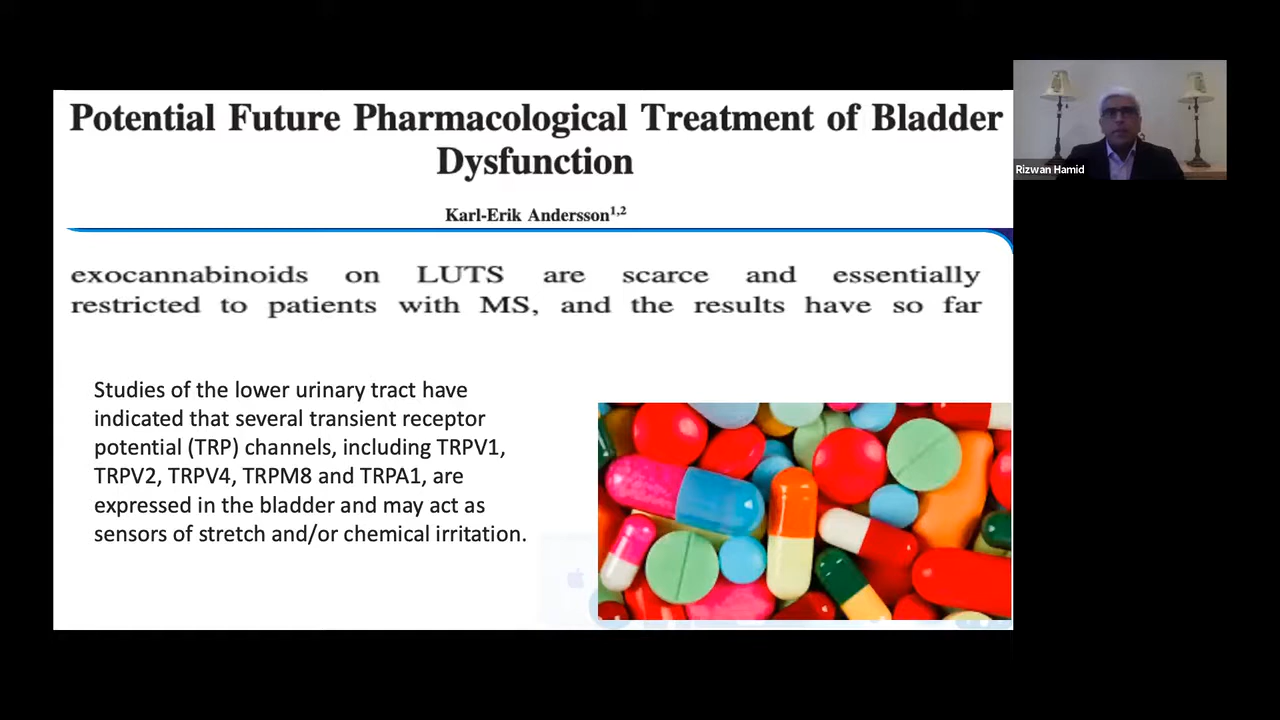 Potential Future Pharmacological Treatment of Bladder
Dysfunction
Karl-Erik Andersson1,2
exocannabinoids on LUTS are scarce and essentially
restricted to patients with MS, and the results have so far
Studies of the lower urinary tract have
indicated that several transient receptor
potential (TRP) channels, including TRPV1,
TRPV2, TRPV4, TRPM8 and TRPA1, are
expressed in the bladder and may act as
sensors of stretch and/or chemical irritation.
Rizwan Hamid